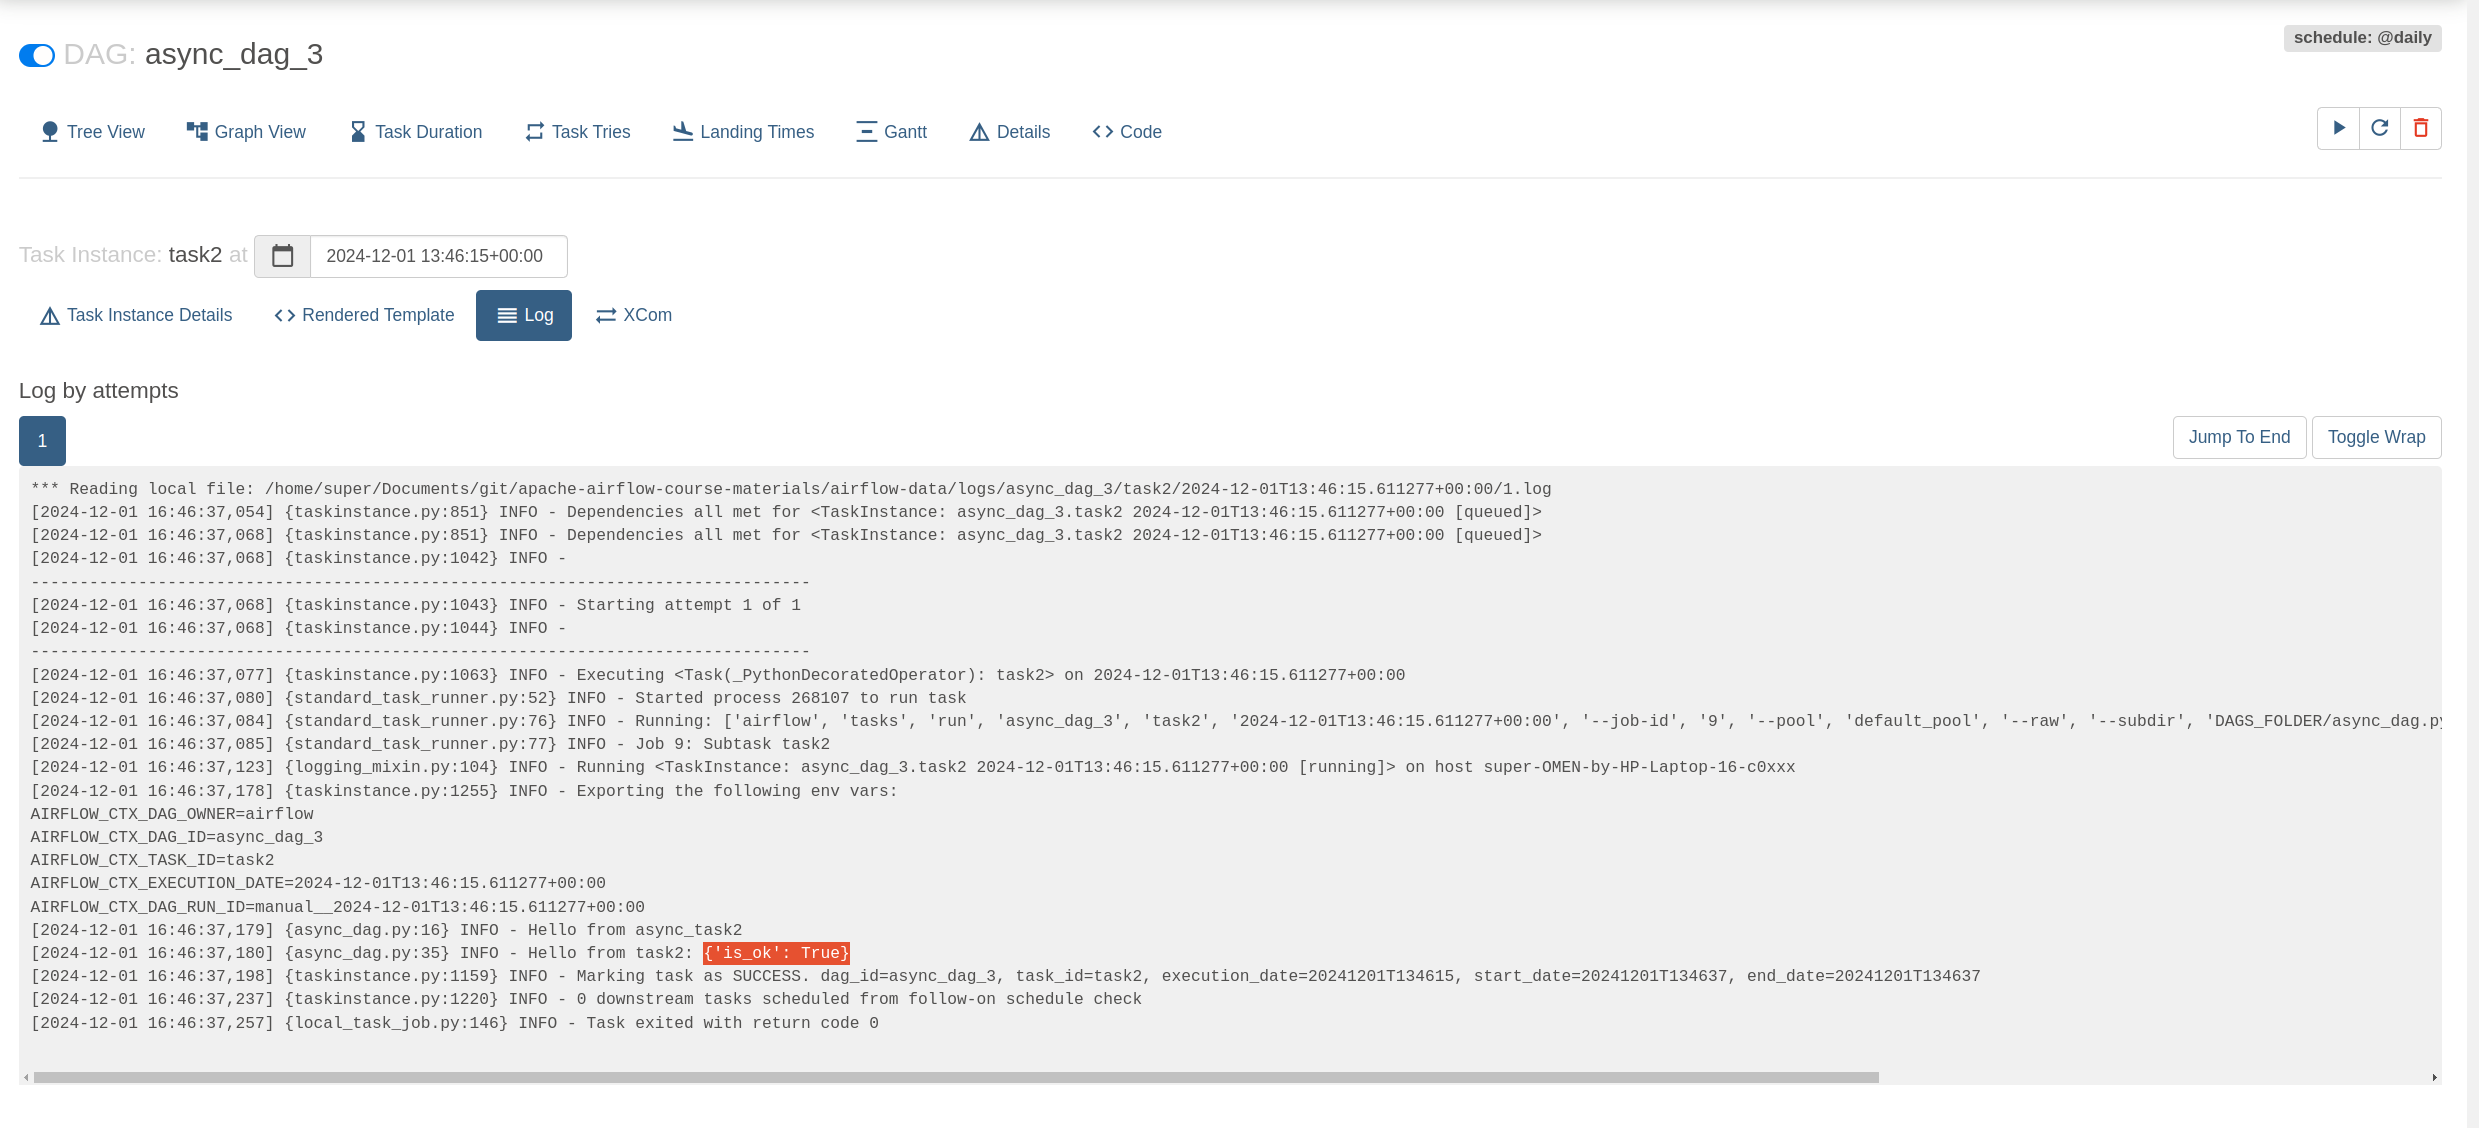 DAG: async_dag_3
schedule: @daily
Tree View Graph View Task Duration Task Tries Landing Times Gantt Details Code
Task Instance: task2 at 2024-12-01 13:46:15+00:00
Task Instance Details Rendered Template Log XCom
Log by attempts
1
Jump To End Toggle Wrap
*** Reading local file: /home/super/Documents/git/apache-airflow-course-materials/airflow-data/logs/async_dag_3/task2/2024-12-01T13:46:15.611277+00:00/1.log
[2024-12-01 16:46:37,054] {taskinstance.py:851} INFO - Dependencies all met for <TaskInstance: async_dag_3.task2 2024-12-01T13:46:15.611277+00:00 [queued]>
[2024-12-01 16:46:37,068] {taskinstance.py:851} INFO - Dependencies all met for <TaskInstance: async_dag_3.task2 2024-12-01T13:46:15.611277+00:00 [queued]>
[2024-12-01 16:46:37,068] {taskinstance.py:1042} INFO -
--------------------------------------------------------------------------------
[2024-12-01 16:46:37,068] {taskinstance.py:1043} INFO - Starting attempt 1 of 1
[2024-12-01 16:46:37,068] {taskinstance.py:1044} INFO -
--------------------------------------------------------------------------------
[2024-12-01 16:46:37,077] {taskinstance.py:1063} INFO - Executing <Task(_PythonDecoratedOperator): task2> on 2024-12-01T13:46:15.611277+00:00
[2024-12-01 16:46:37,080] {standard_task_runner.py:52} INFO - Started process 268107 to run task
[2024-12-01 16:46:37,084] {standard_task_runner.py:76} INFO - Running: ['airflow', 'tasks', 'run', 'async_dag_3', 'task2', '2024-12-01T13:46:15.611277+00:00', '--job-id', '9', '--pool', 'default_pool', '--raw', '--subdir', 'DAGS_FOLDER/async_dag.py
[2024-12-01 16:46:37,085] {standard_task_runner.py:77} INFO - Job 9: Subtask task2
[2024-12-01 16:46:37,123] {logging_mixin.py:104} INFO - Running <TaskInstance: async_dag_3.task2 2024-12-01T13:46:15.611277+00:00 [running]> on host super-OMEN-by-HP-Laptop-16-c0xxx
[2024-12-01 16:46:37,178] {taskinstance.py:1255} INFO - Exporting the following env vars:
AIRFLOW_CTX_DAG_OWNER=airflow
AIRFLOW_CTX_DAG_ID=async_dag_3
AIRFLOW_CTX_TASK_ID=task2
AIRFLOW_CTX_EXECUTION_DATE=2024-12-01T13:46:15.611277+00:00
AIRFLOW_CTX_DAG_RUN_ID=manual__2024-12-01T13:46:15.611277+00:00
[2024-12-01 16:46:37,179] {async_dag.py:16} INFO - Hello from async_task2
[2024-12-01 16:46:37,180] {async_dag.py:35} INFO - Hello from task2: {'is_ok': True}
[2024-12-01 16:46:37,198] {taskinstance.py:1159} INFO - Marking task as SUCCESS. dag_id=async_dag_3, task_id=task2, execution_date=20241201T134615, start_date=20241201T134637, end_date=20241201T134637
[2024-12-01 16:46:37,237] {taskinstance.py:1220} INFO - 0 downstream tasks scheduled from follow-on schedule check
[2024-12-01 16:46:37,257] {local_task_job.py:146} INFO - Task exited with return code 0